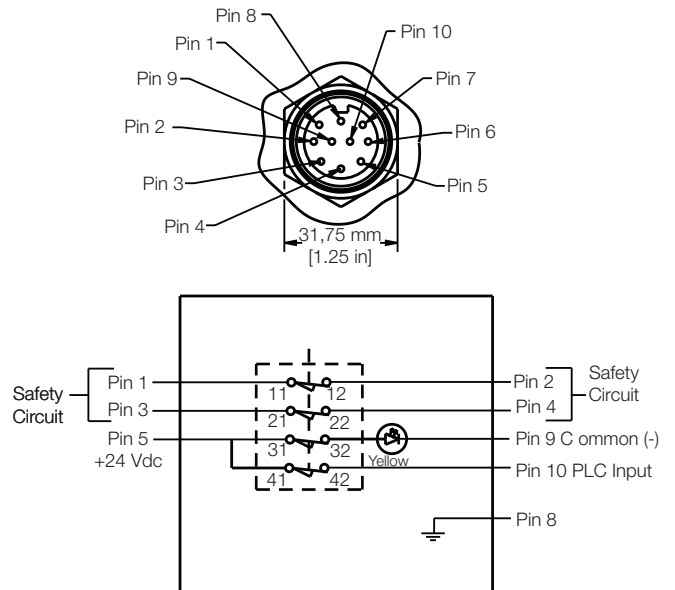 Pin 8
Pin 10
Pin 1
Pin 9
Pin 7
Pin 2
Pin 6
Pin 3
Pin 5
Pin 4
31,75 mm
[1.25 in]
Safety
Circuit
Pin 1
11
12
Pin 2
Safety
Circuit
Pin 3
21
22
Pin 4
Pin 5
+24 Vdc
31
32
Yellow
Pin 9 C ommon (-)
41
42
Pin 10 PLC Input
Pin 8